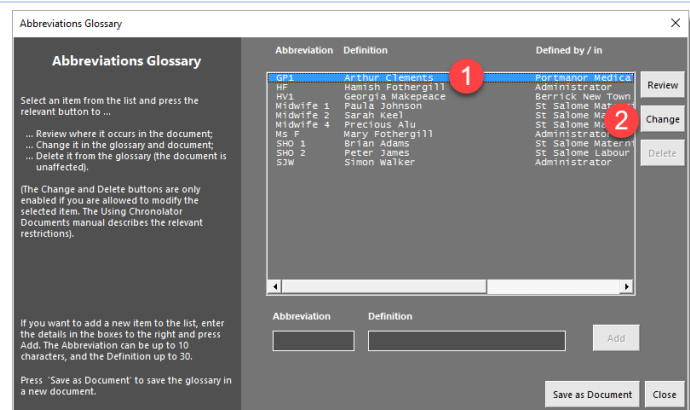 Abbreviations Glossary
Abbreviations Glossary
Select an item from the list and press the
relevant button to ...
... Review where it occurs in the document;
... Change it in the glossary and document;
... Delete it from the glossary (the document is
unaffected).
(The Change and Delete buttons are only
enabled if you are allowed to modify the
selected item. The Using Chronolator
Documents manual describes the relevant
restrictions).
If you want to add a new item to the list, enter
the details in the boxes to the right and press
Add. The Abbreviation can be up to 10
characters, and the Definition up to 30.
Press 'Save as Document' to save the glossary in
a new document.
Abbreviation Definition Defined by / in
GP1 Arthur Clements Portmanor Medical
HF Hamish Fothergill Administrator
HV1 Georgia Makepeace Berrick New Town
Midwife 1 Paula Johnson St Salome Materni
Midwife 2 Sarah Keel St Salome
Midwife 4 Precious Alu St Salome
Ms F Mary Fothergill Administrator
SHO 1 Brian Adams St Salome Materni
SHO 2 Peter James St Salome Labour
SJW Simon Walker Administrator
1
2
Review
Change
Delete
Abbreviation Definition
Add
Save as Document Close